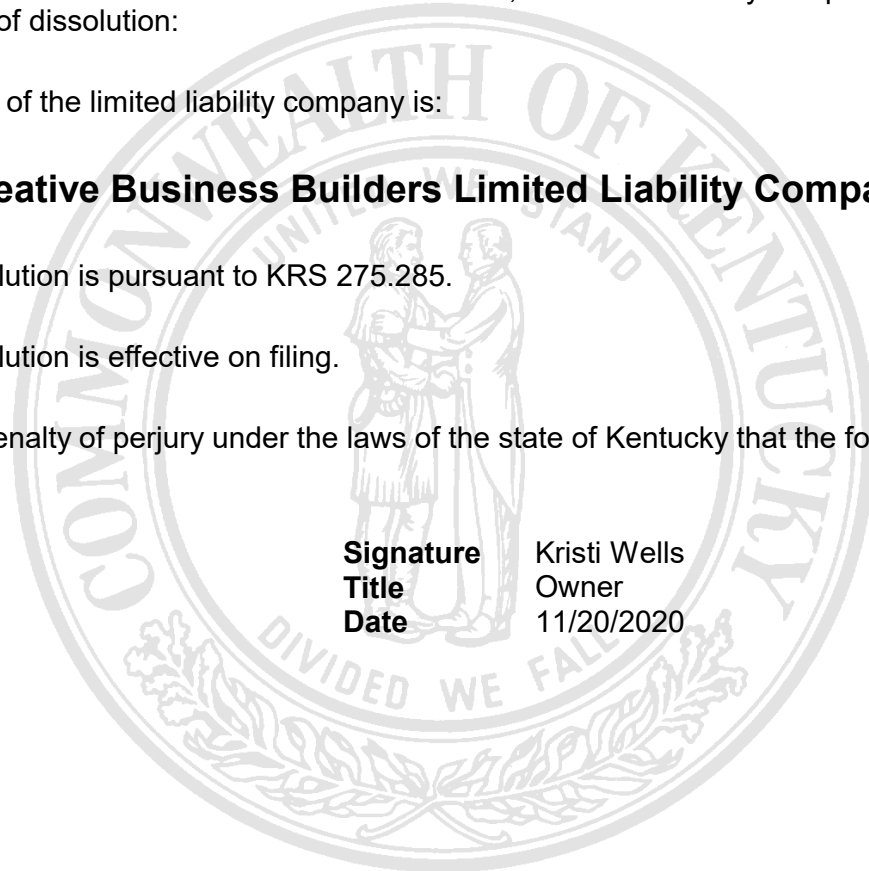 of dissolution:
of the limited liability company is:
eative Business Builders Limited Liability Compa
lution is pursuant to KRS 275.285.
lution is effective on filing.
enalty of perjury under the laws of the state of Kentucky that the fo
Signature Kristi Wells
Title Owner
Date 11/20/2020
COMMONWEALTH OF KENTUCKY
UNITED WE STAND
DIVIDED WE FALL